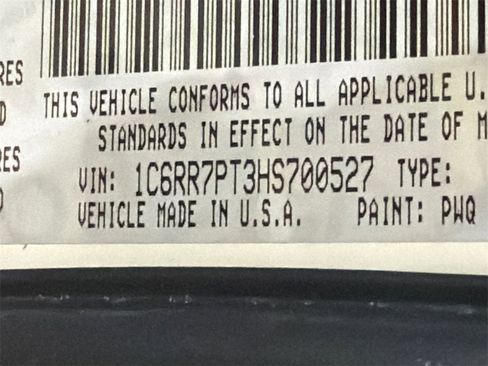 RES
THIS VEHICLE CONFORMS TO ALL APPLICABLE U.
D
STANDARDS IN EFFECT ON THE DATE OF M
RES
VIN: 1C6RR7PT3HS700527 TYPE:
VEHICLE MADE IN U.S.A. PAINT: PWQ